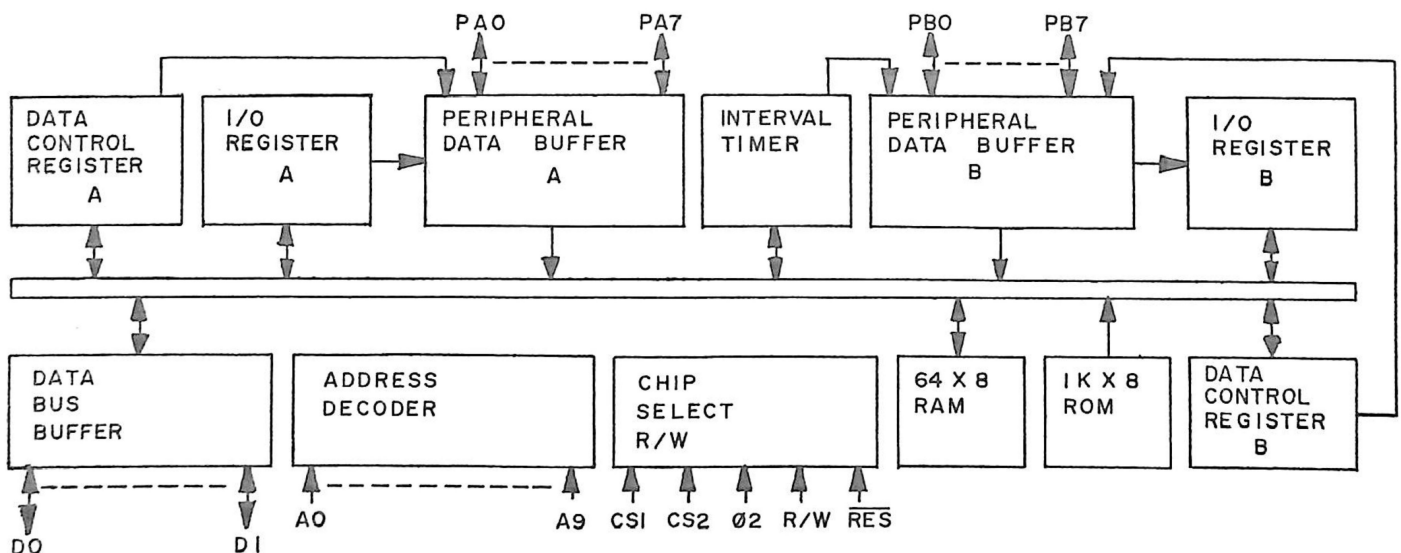 PA0 PA7 PB0 PB7
DATA
CONTROL
REGISTER
A
I/O
REGISTER
A
PERIPHERAL
DATA BUFFER
A
INTERVAL
TIMER
PERIPHERAL
DATA BUFFER
B
I/O
REGISTER
B
DATA
BUS
BUFFER
ADDRESS
DECODER
CHIP
SELECT
R/W
64 X 8
RAM
1K X 8
ROM
DATA
CONTROL
REGISTER
B
D0 D1 A0 A9 CS1 CS2 Ø2 R/W RES